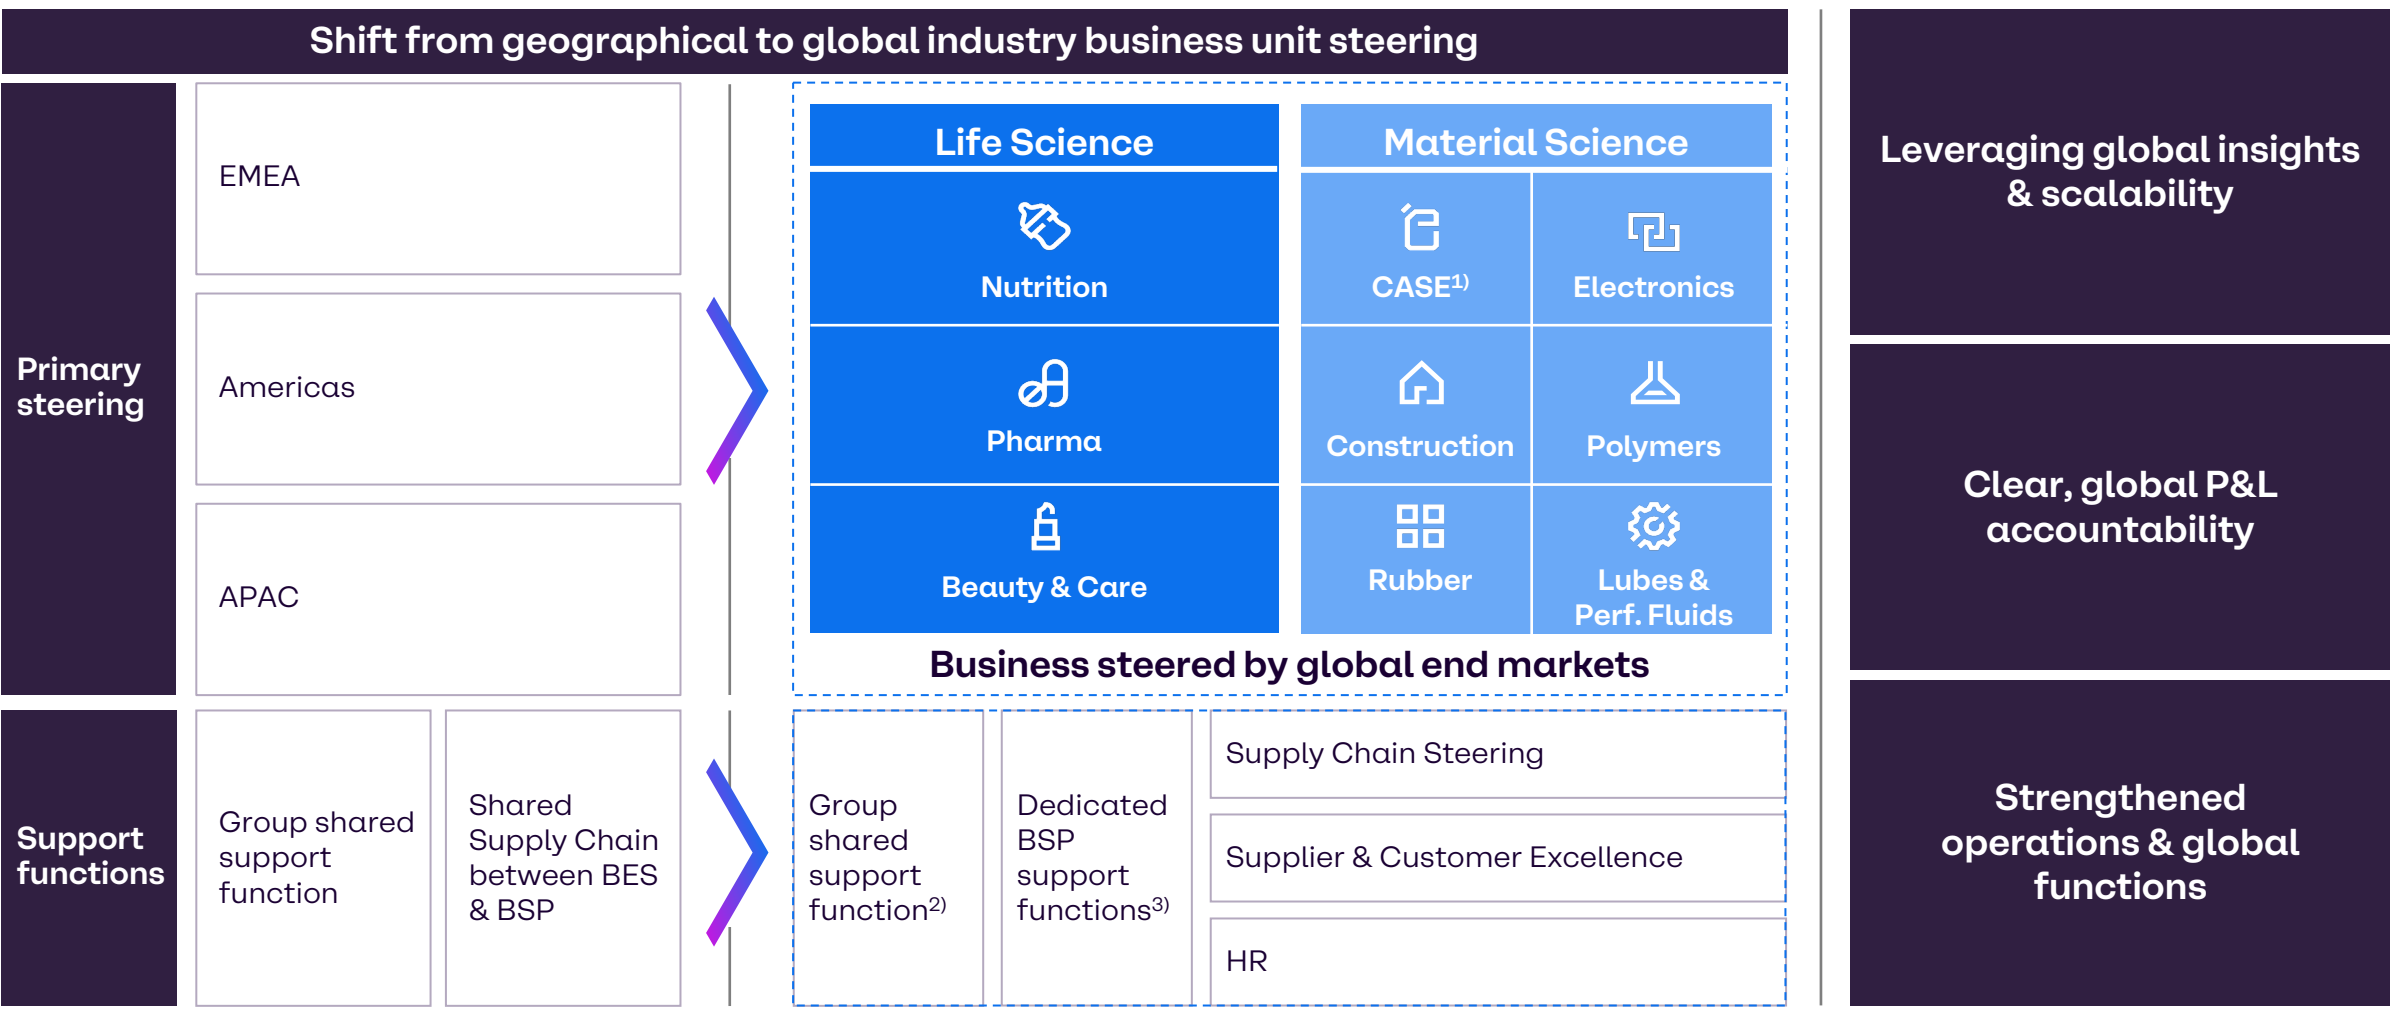 Shift from geographical to global industry business unit steering
Primary
steering
EMEA
Americas
APAC
Life Science
Nutrition
Pharma
Beauty & Care
Material Science
CASE¹⁾
Electronics
Construction
Polymers
Rubber
Lubes &
Perf. Fluids
Business steered by global end markets
Support
functions
Group shared
support
function
Shared
Supply Chain
between BES
& BSP
Group
shared
support
function²⁾
Dedicated
BSP
support
functions³⁾
Supply Chain Steering
Supplier & Customer Excellence
HR
Leveraging global insights
& scalability
Clear, global P&L
accountability
Strengthened
operations & global
functions